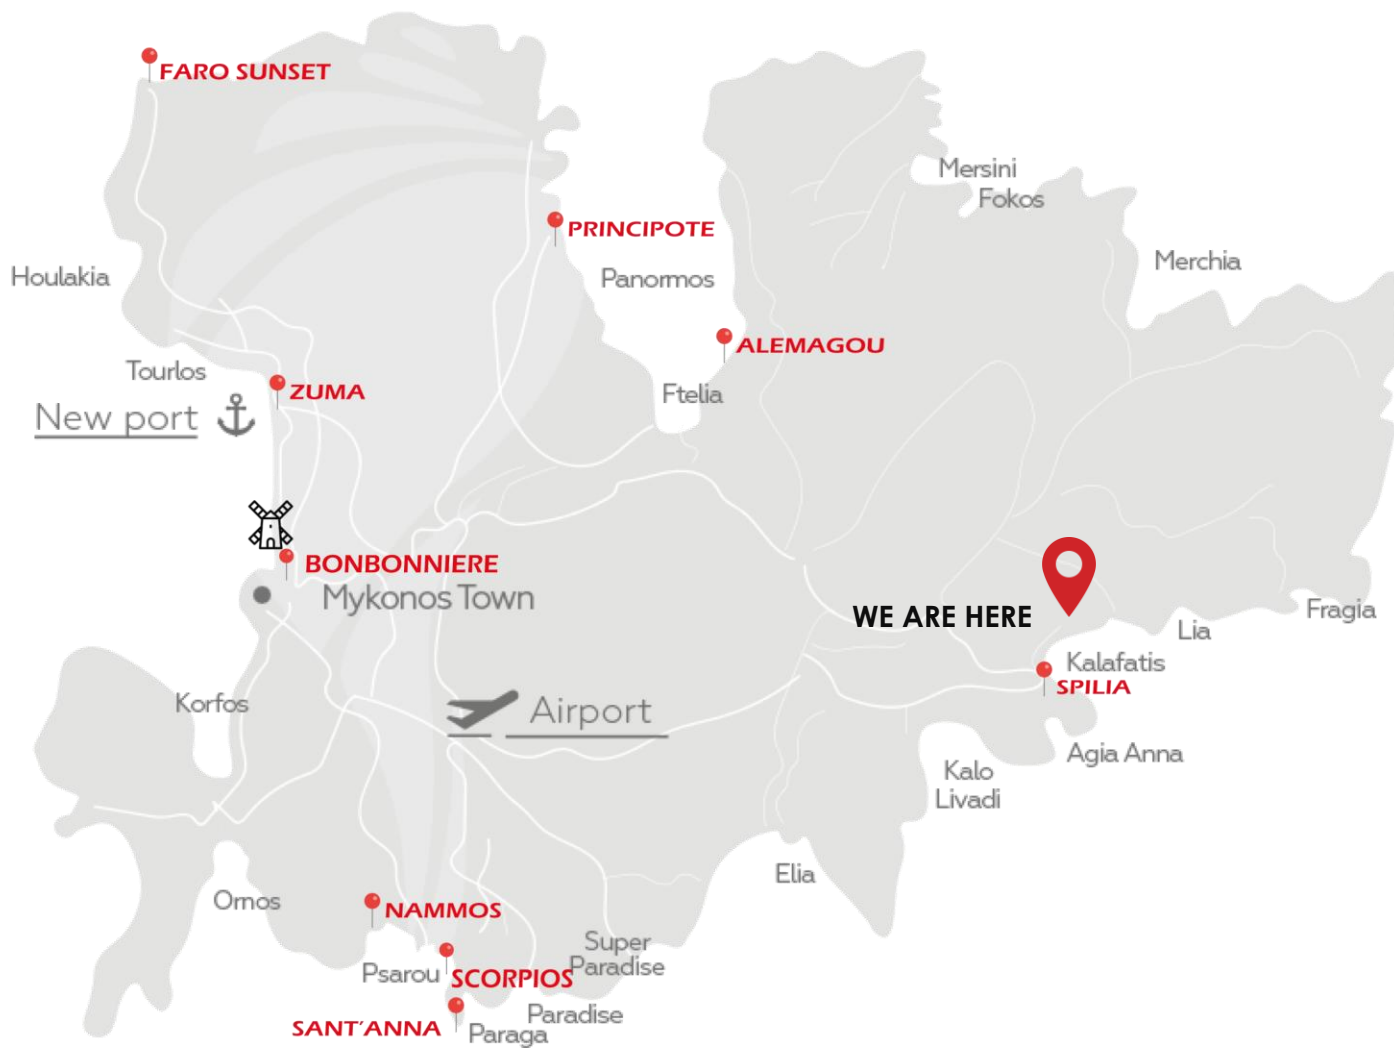 FARO SUNSET
Mersini
Fokos
PRINCIPOTE
Merchia
Houlakia
Panormos
ALEMAGOU
Tourlos
ZUMA
Ftelia
New port
BONBONNIERE
Mykonos Town
WE ARE HERE
Fragia
Lia
Kalafatis
SPILIA
Korfos
Airport
Agia Anna
Kalo
Livadi
Elia
Ornos
NAMMOS
Super
Paradise
Psarou
SCORPIOS
Paradise
SANT'ANNA
Paraga